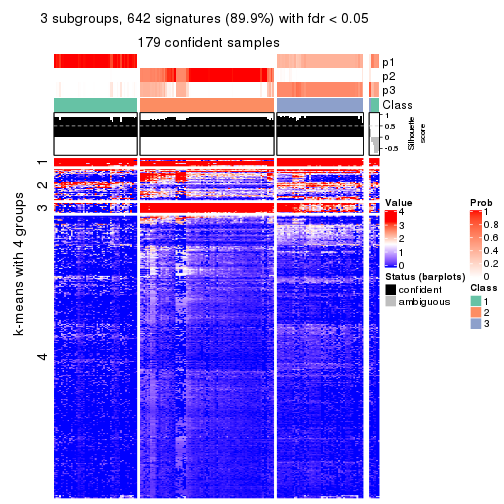 3 subgroups, 642 signatures (89.9%) with fdr < 0.05
179 confident samples
p1
p2
p3
Class
1
0.5
0
-0.5
Silhouette
score
k-means with 4 groups
1
2
3
4
Value
4
3
2
1
0
Status (barplots)
confident
ambiguous
Prob
1
0.8
0.6
0.4
0.2
0
Class
1
2
3